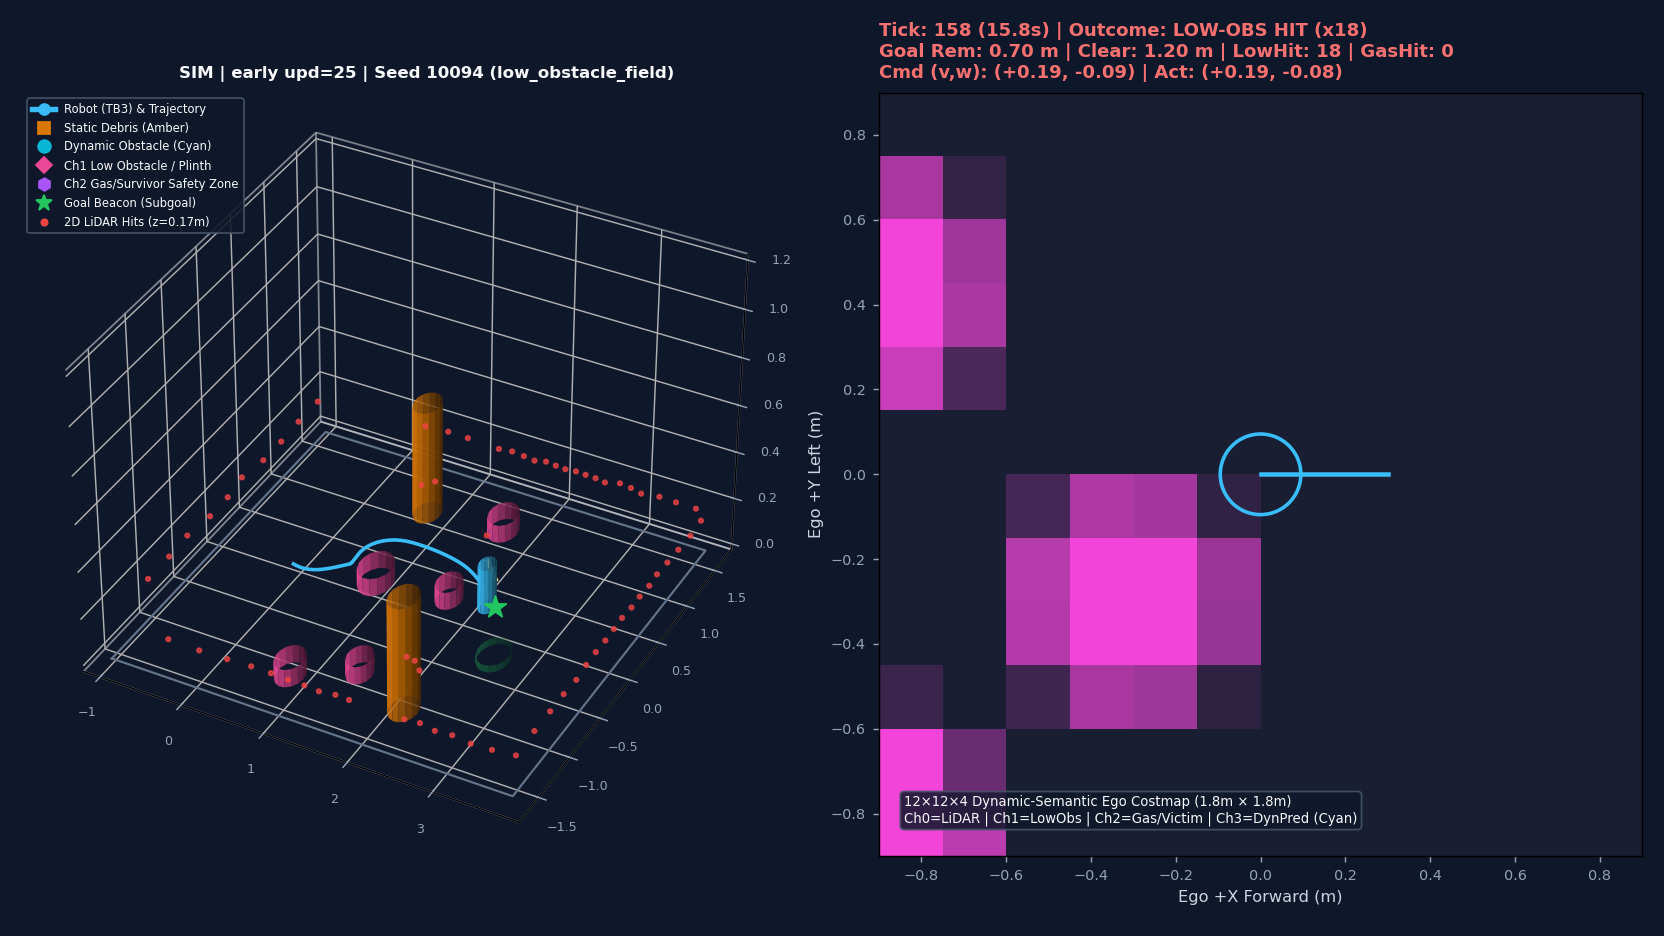 SIM | early upd=25 | Seed 10094 (low_obstacle_field)
Robot (TB3) & Trajectory
Static Debris (Amber)
Dynamic Obstacle (Cyan)
Ch1 Low Obstacle / Plinth
Ch2 Gas/Survivor Safety Zone
Goal Beacon (Subgoal)
2D LiDAR Hits (z=0.17m)
1.2
1.0
0.8
0.6
0.4
0.2
0.0
1.5
1.0
0.5
0.0
−0.5
−1.0
−1.5
−1
0
1
2
3
Tick: 158 (15.8s) | Outcome: LOW-OBS HIT (x18)
Goal Rem: 0.70 m | Clear: 1.20 m | LowHit: 18 | GasHit: 0
Cmd (v,w): (+0.19, -0.09) | Act: (+0.19, -0.08)
Ego +Y Left (m)
0.8
0.6
0.4
0.2
0.0
−0.2
−0.4
−0.6
−0.8
12×12×4 Dynamic-Semantic Ego Costmap (1.8m × 1.8m)
Ch0=LiDAR | Ch1=LowObs | Ch2=Gas/Victim | Ch3=DynPred (Cyan)
−0.8 −0.6 −0.4 −0.2 0.0 0.2 0.4 0.6 0.8
Ego +X Forward (m)